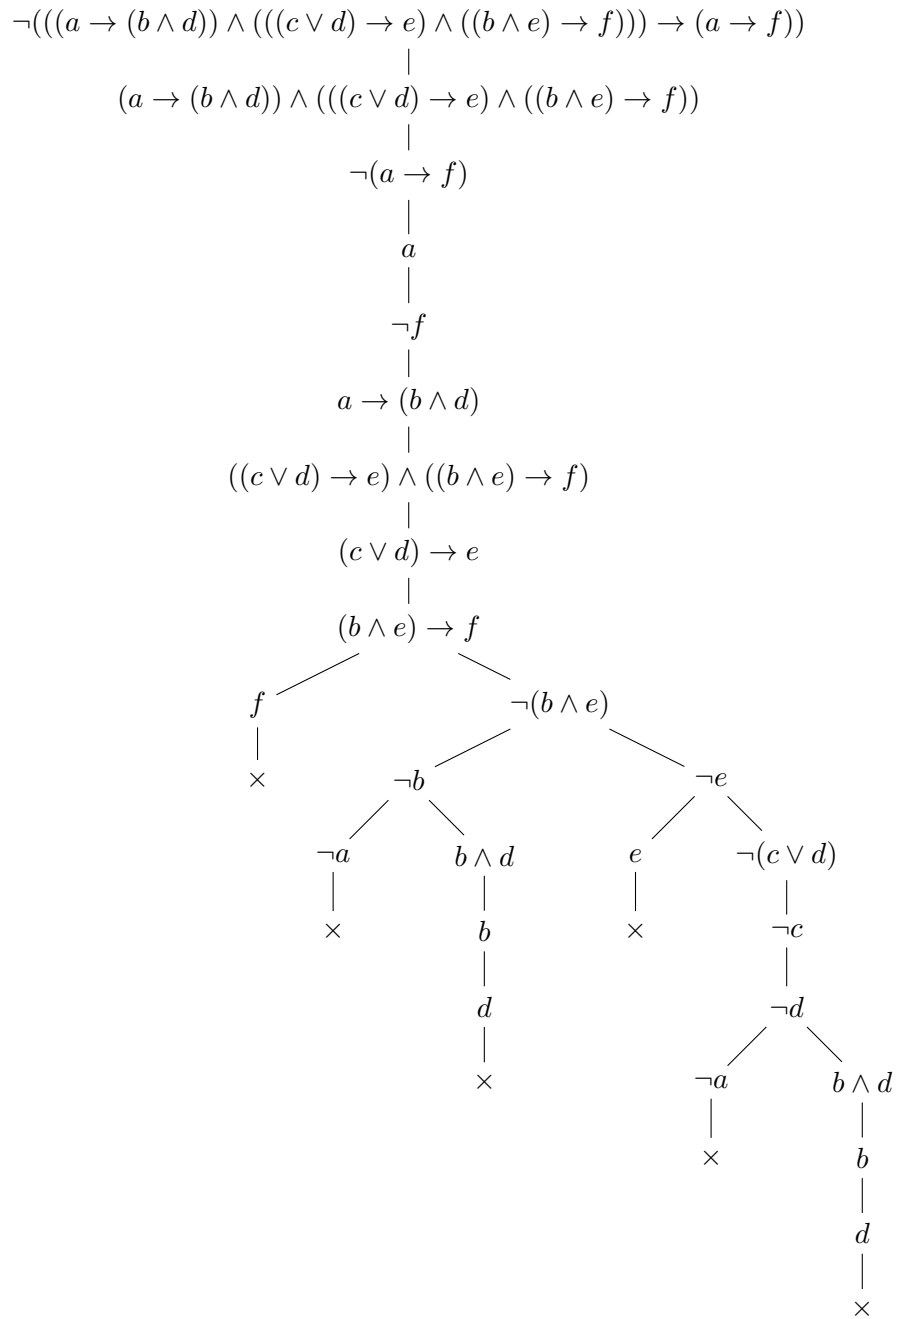 ¬(((a → (b ∧ d)) ∧ (((c ∨ d) → e) ∧ ((b ∧ e) → f))) → (a → f))
(a → (b ∧ d)) ∧ (((c ∨ d) → e) ∧ ((b ∧ e) → f))
¬(a → f)
a
¬f
a → (b ∧ d)
((c ∨ d) → e) ∧ ((b ∧ e) → f)
(c ∨ d) → e
(b ∧ e) → f
f ¬(b ∧ e)
× ¬b ¬e
¬a b ∧ d e ¬(c ∨ d)
× b × ¬c
d ¬d
× ¬a b ∧ d
× b
d
×